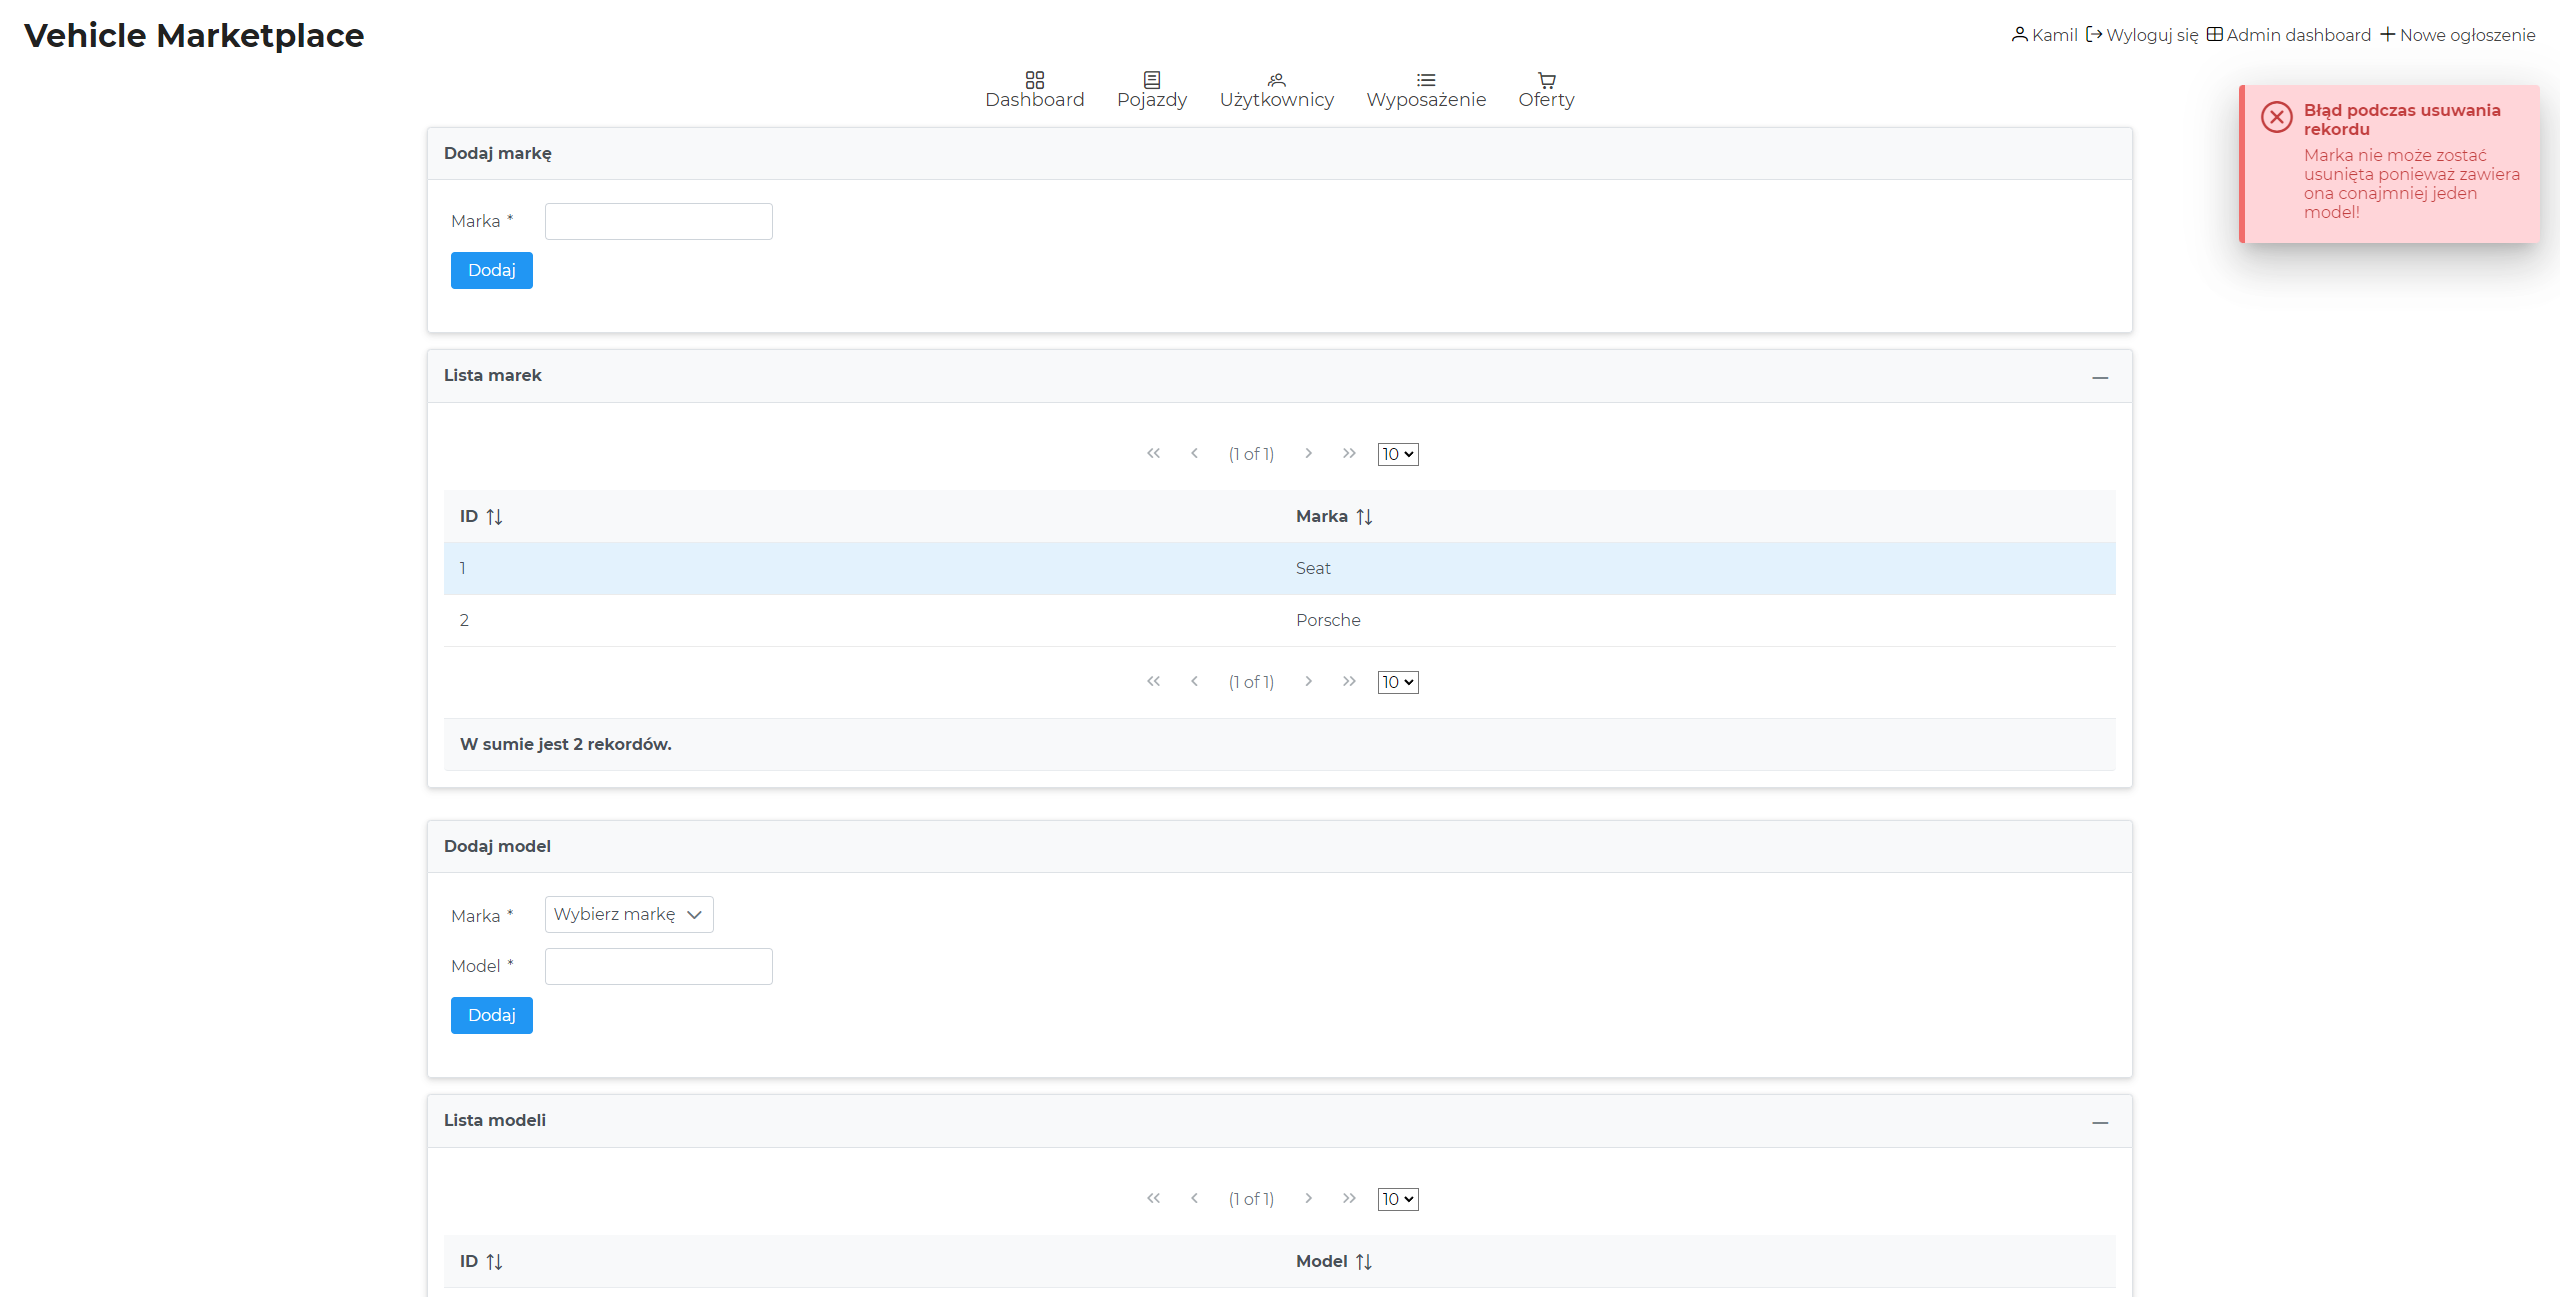 Vehicle Marketplace
Kamil Wyloguj się Admin dashboard Nowe ogłoszenie
Dashboard Pojazdy Użytkownicy Wyposażenie Oferty
Błąd podczas usuwania
rekordu
Marka nie może zostać
usunięta ponieważ zawiera
ona conajmniej jeden
model!
Dodaj markę
Marka *
Dodaj
Lista marek
(1 of 1) 10
ID Marka
1 Seat
2 Porsche
(1 of 1) 10
W sumie jest 2 rekordów.
Dodaj model
Marka * Wybierz markę
Model *
Dodaj
Lista modeli
(1 of 1) 10
ID Model